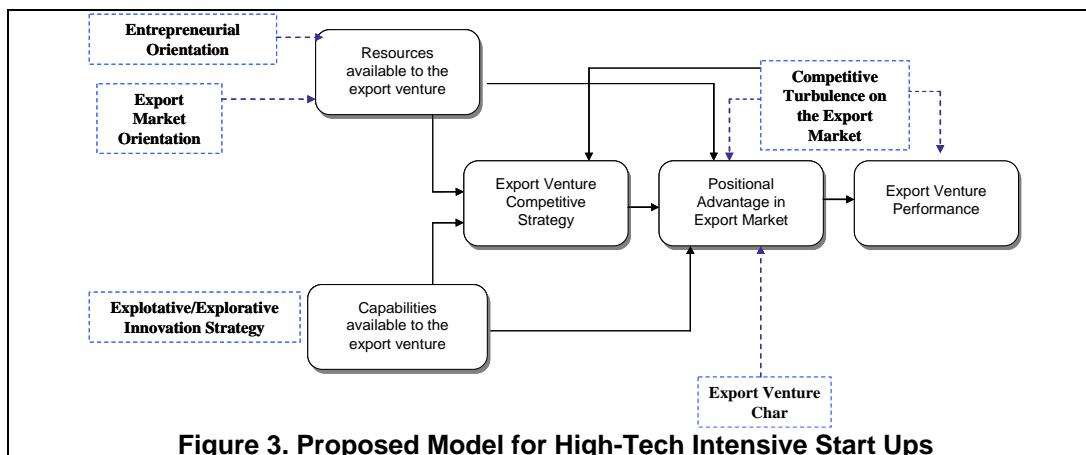 Entrepreneurial
Orientation
Export
Market
Orientation
Resources
available to the
export venture
Competitive
Turbulence on
the Export
Market
Export Venture
Competitive
Strategy
Positional
Advantage in
Export Market
Export Venture
Performance
Explotative/Explorative
Innovation Strategy
Capabilities
available to the
export venture
Export Venture
Char
Figure 3. Proposed Model for High-Tech Intensive Start Ups